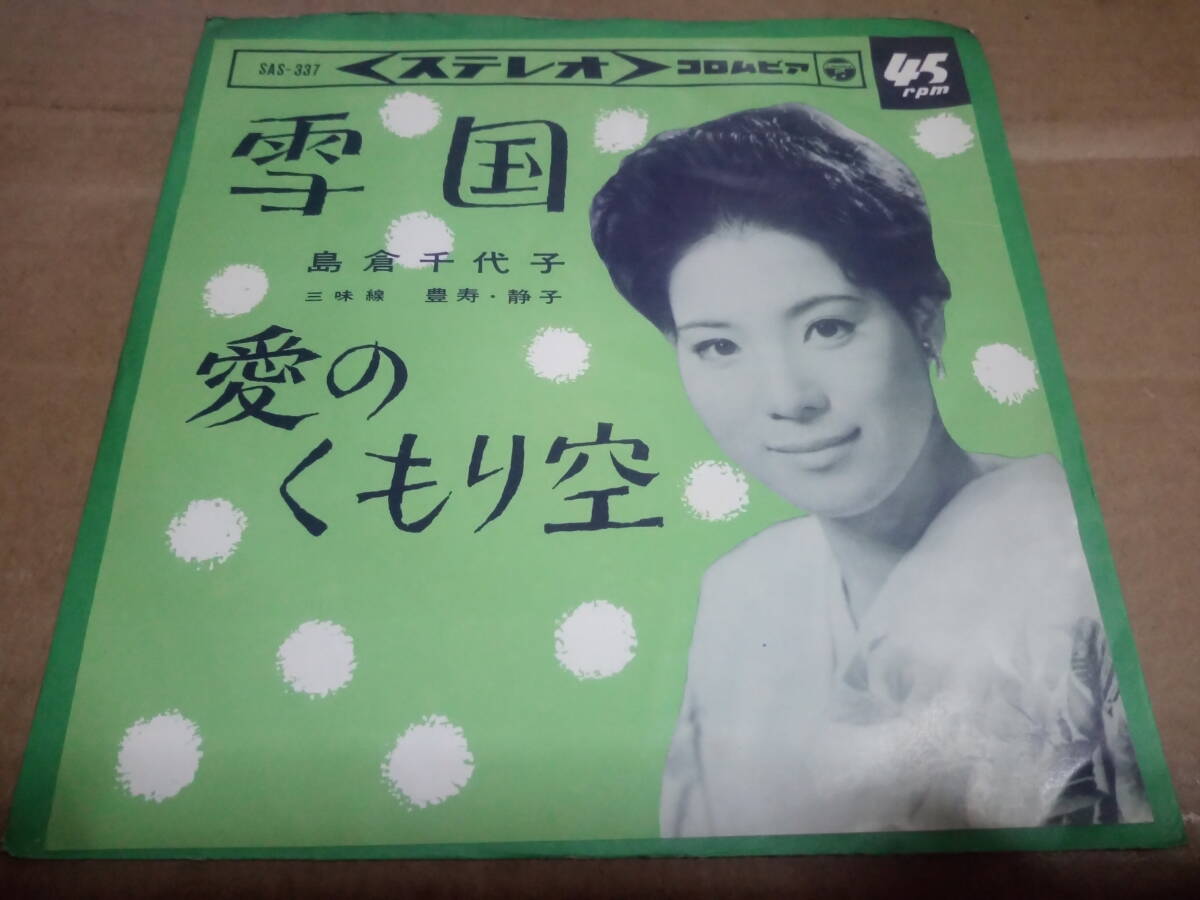 SAS-337 <ステレオ> コロムビア
45
rpm
雪国
島倉千代子
三味線 豊寿・静子
愛の
くもり空